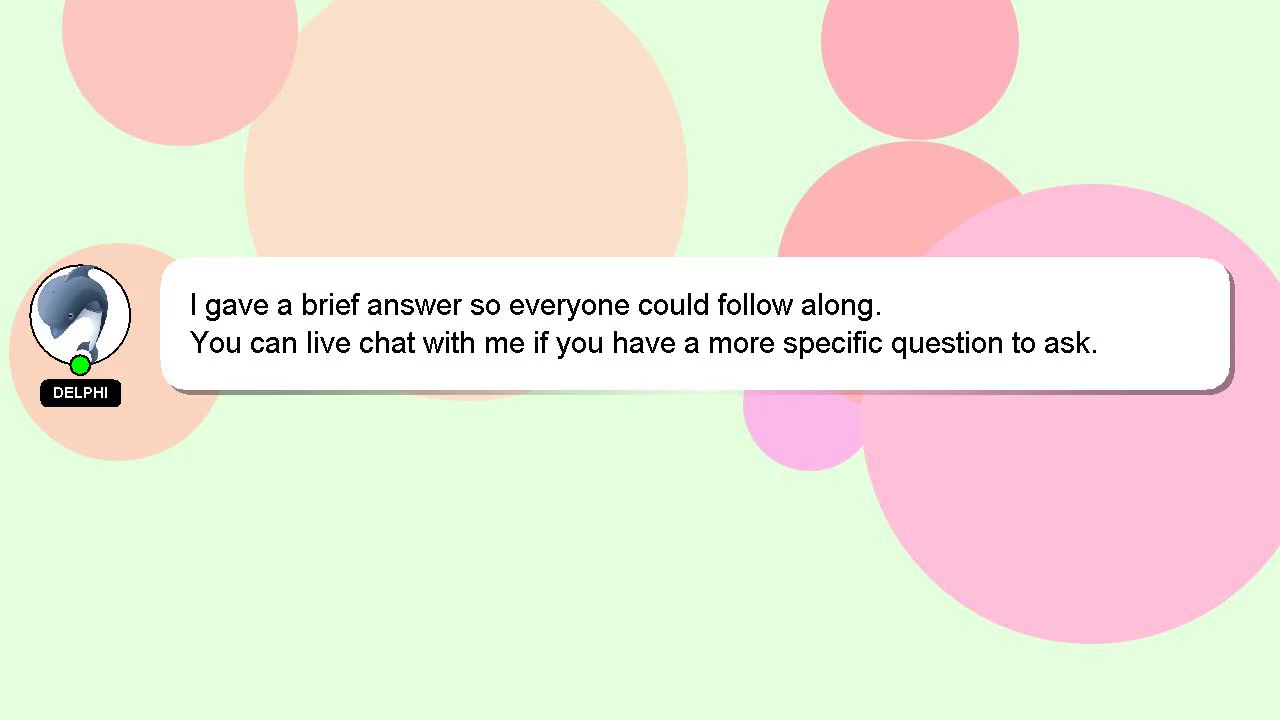 I gave a brief answer so everyone could follow along.
You can live chat with me if you have a more specific question to ask.
DELPHI